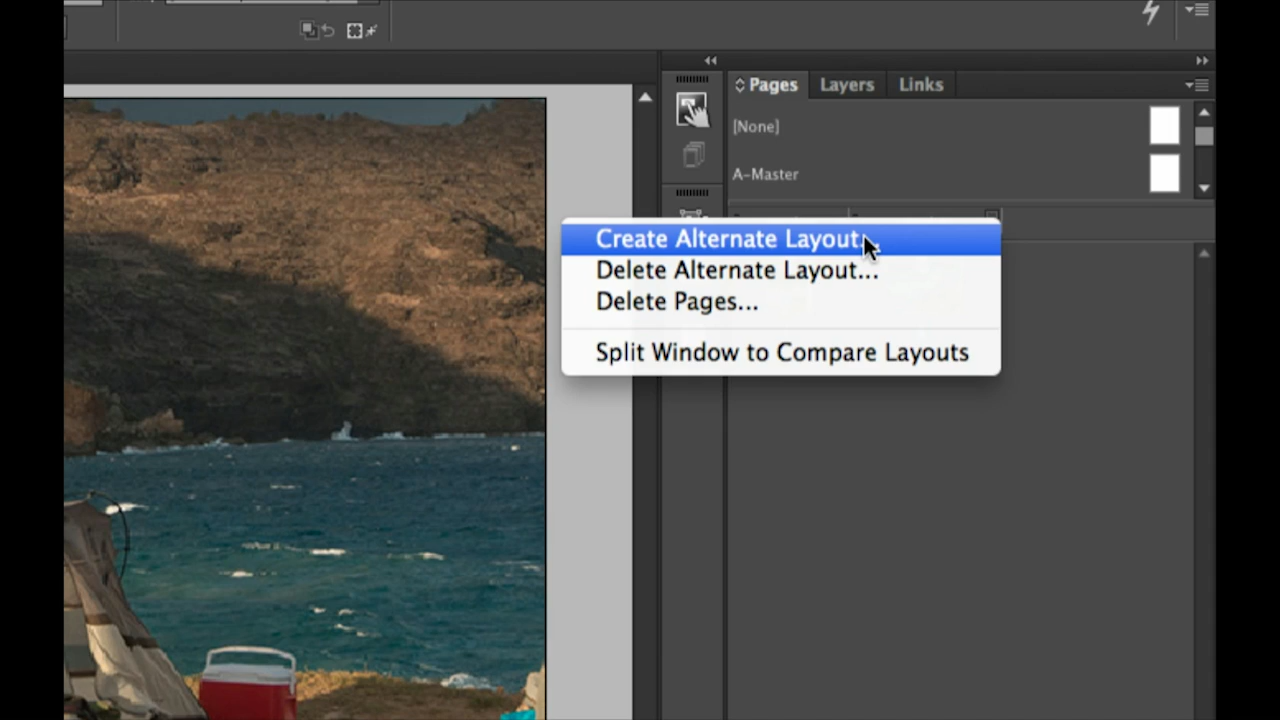 Pages Layers Links
[None]
A-Master
Create Alternate Layout
Delete Alternate Layout...
Delete Pages...
Split Window to Compare Layouts